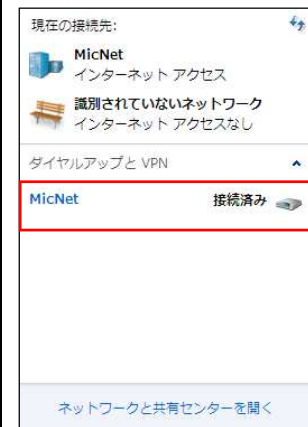 現在の接続先:
MicNet
インターネット アクセス
識別されていないネットワーク
インターネット アクセスなし
ダイヤルアップと VPN
MicNet 接続済み
ネットワークと共有センターを開く